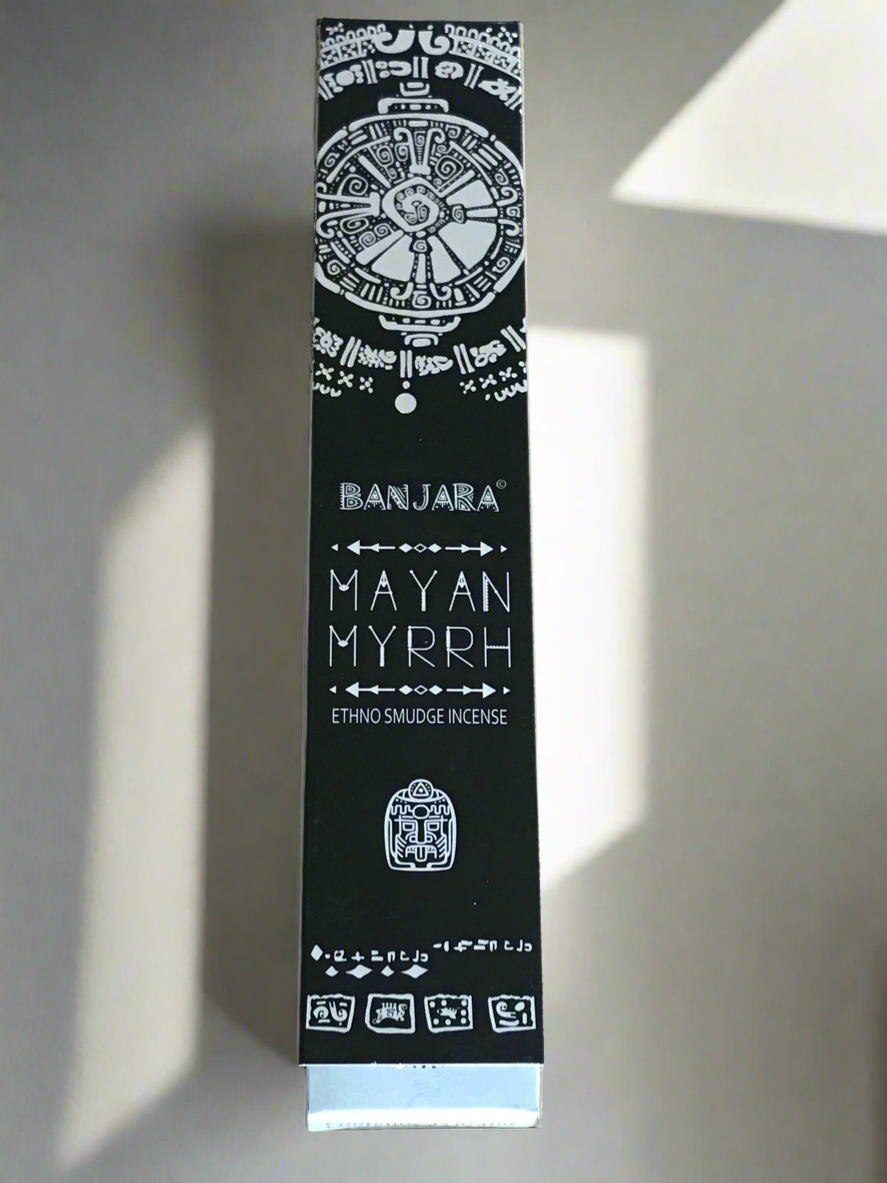 BANJARA©
MAYAN
MYRRH
ETHNO SMUDGE INCENSE